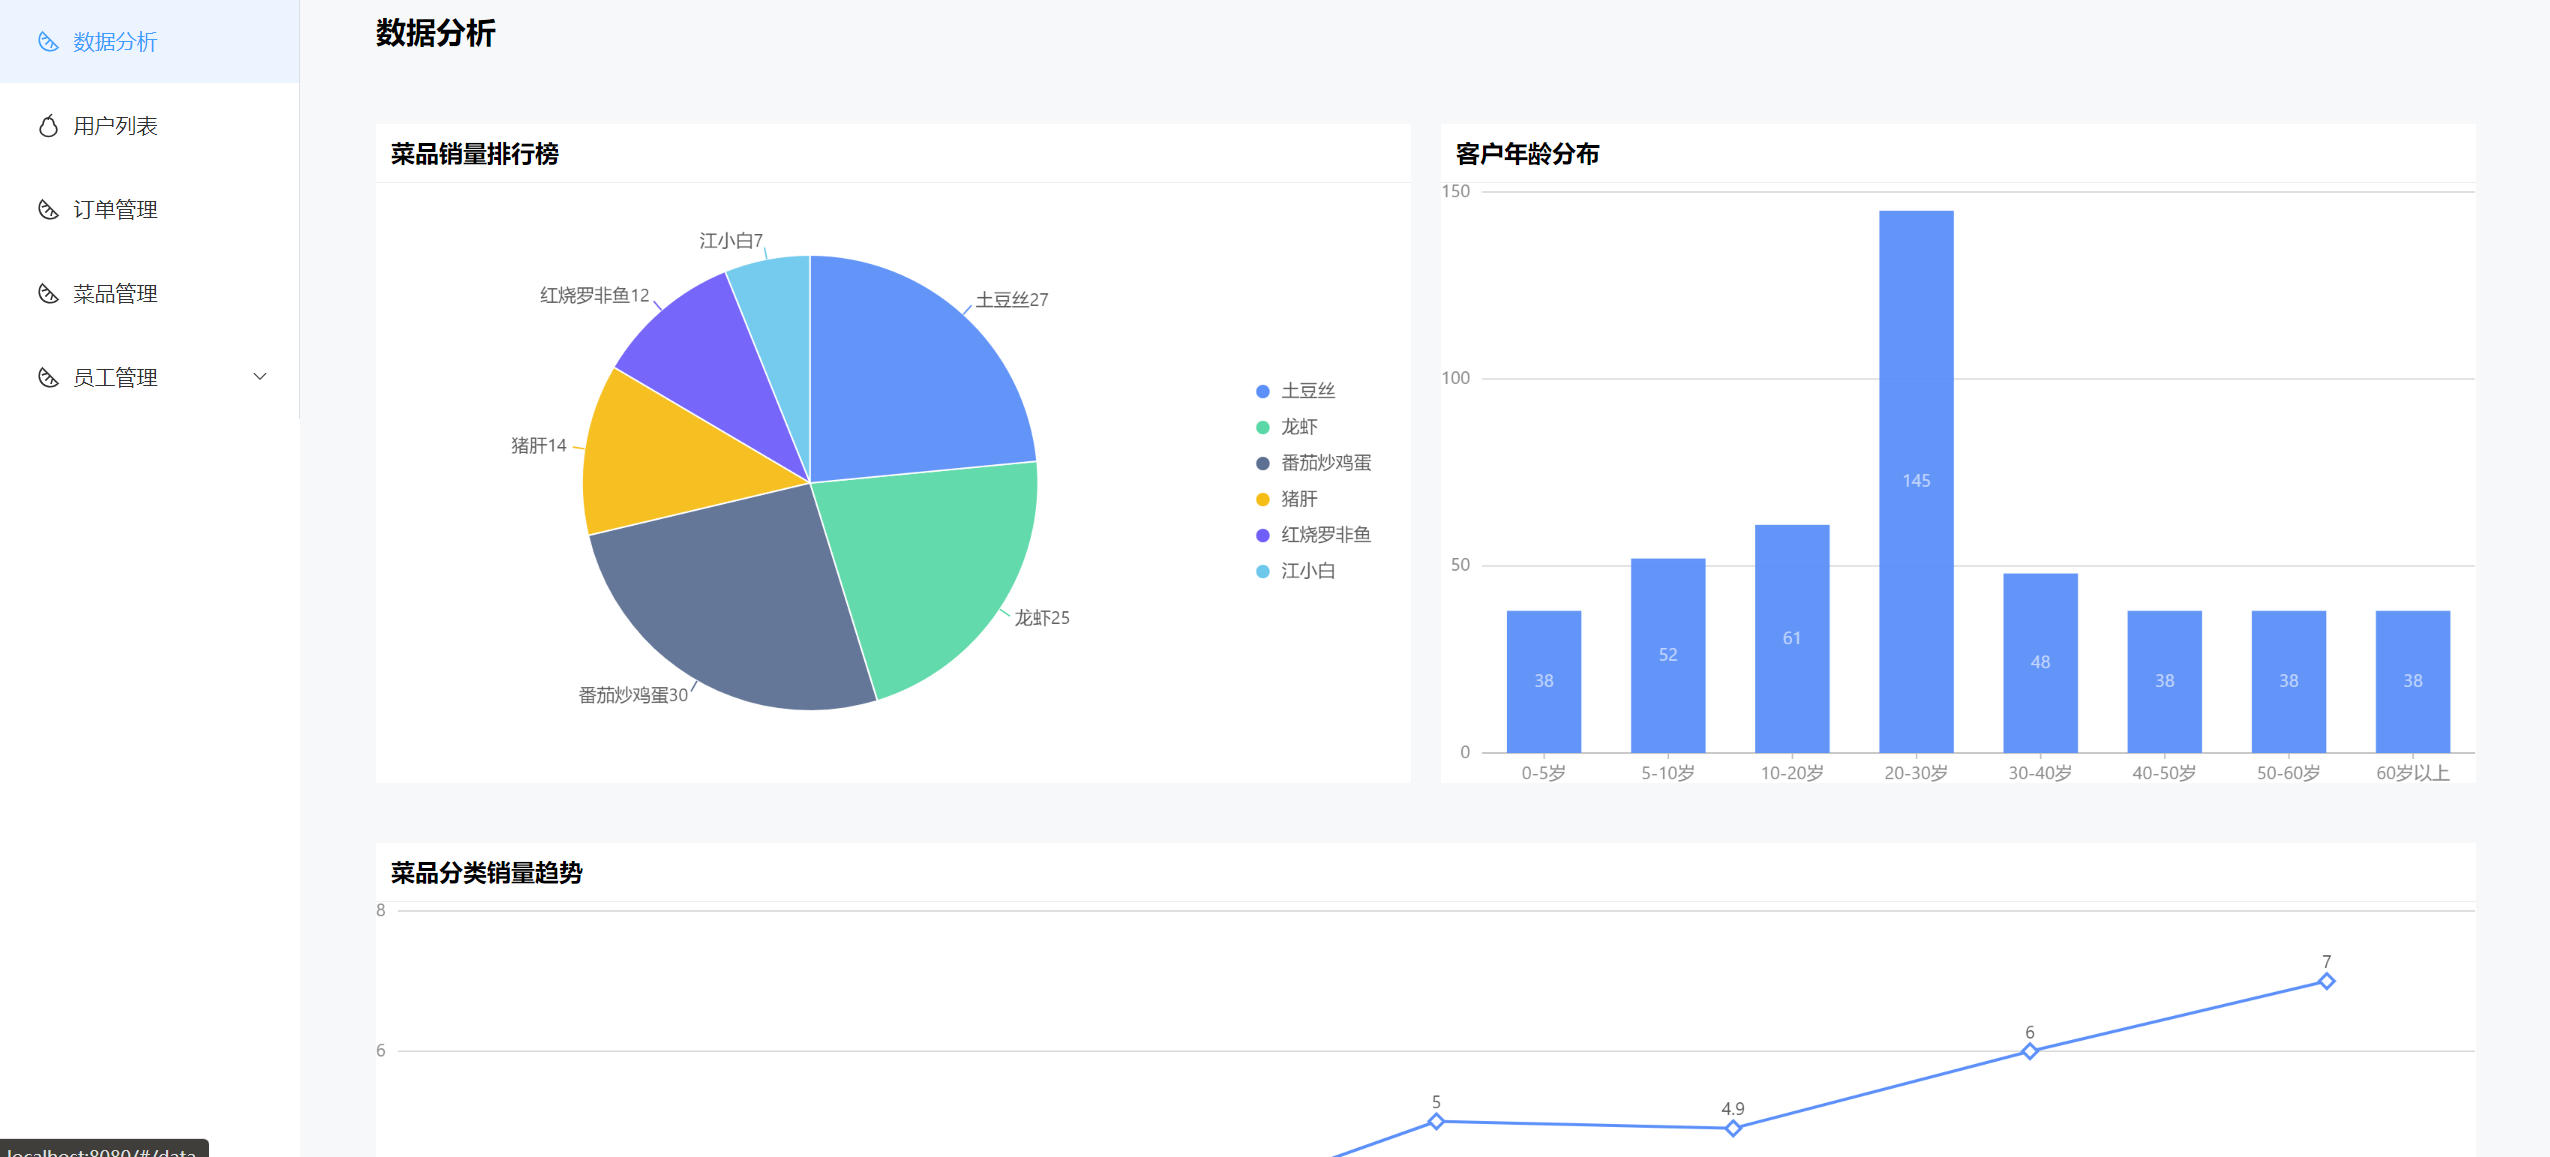 数据分析
用户列表
订单管理
菜品管理
员工管理
数据分析
菜品销量排行榜
江小白7
红烧罗非鱼12
土豆丝27
猪肝14
龙虾25
番茄炒鸡蛋30
土豆丝
龙虾
番茄炒鸡蛋
猪肝
红烧罗非鱼
江小白
客户年龄分布
150
100
50
0
38
52
61
145
48
38
38
38
0-5岁
5-10岁
10-20岁
20-30岁
30-40岁
40-50岁
50-60岁
60岁以上
菜品分类销量趋势
8
6
5
4.9
6
7
localhost:8080/#/data